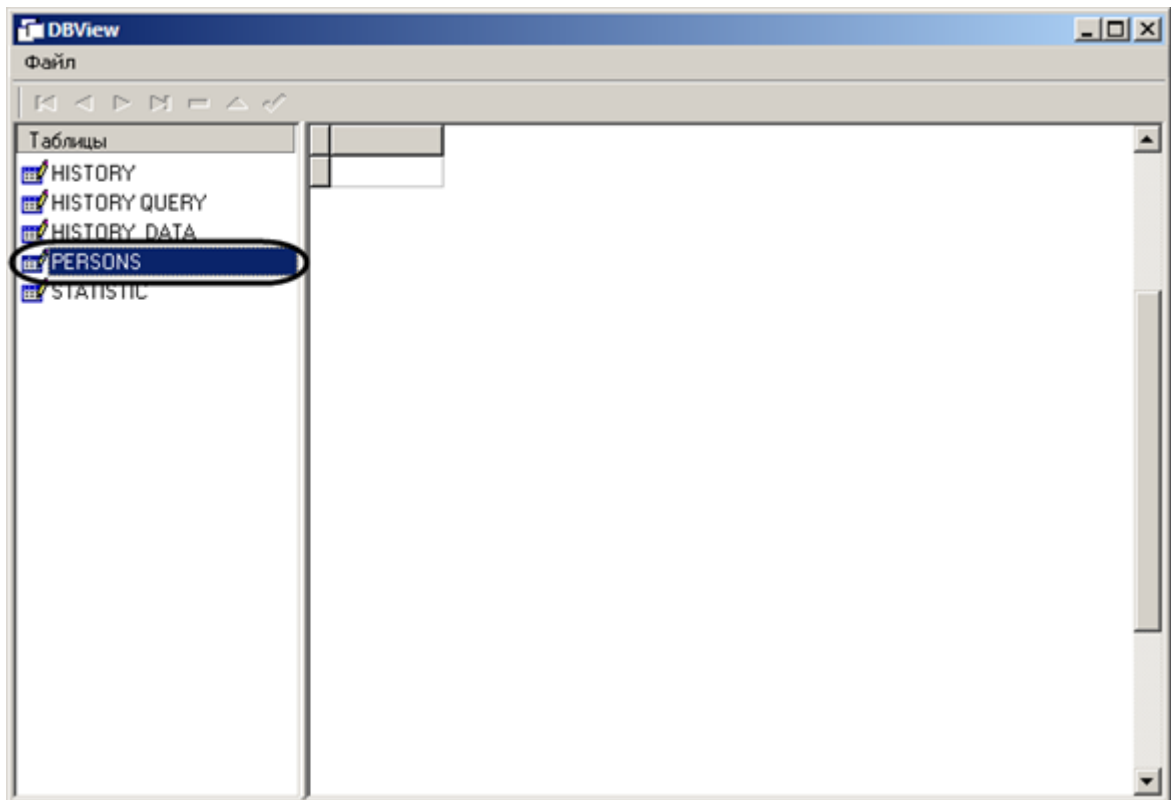 DBView
Файл
Таблицы
HISTORY
HISTORY QUERY
HISTORY_DATA
PERSONS
STATISTIC